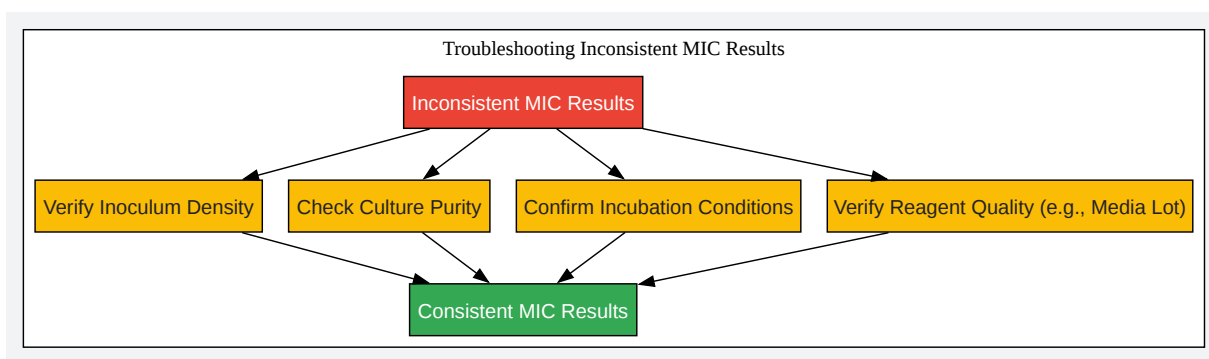 Troubleshooting Inconsistent MIC Results
Inconsistent MIC Results
Verify Inoculum Density
Check Culture Purity
Confirm Incubation Conditions
Verify Reagent Quality (e.g., Media Lot)
Consistent MIC Results